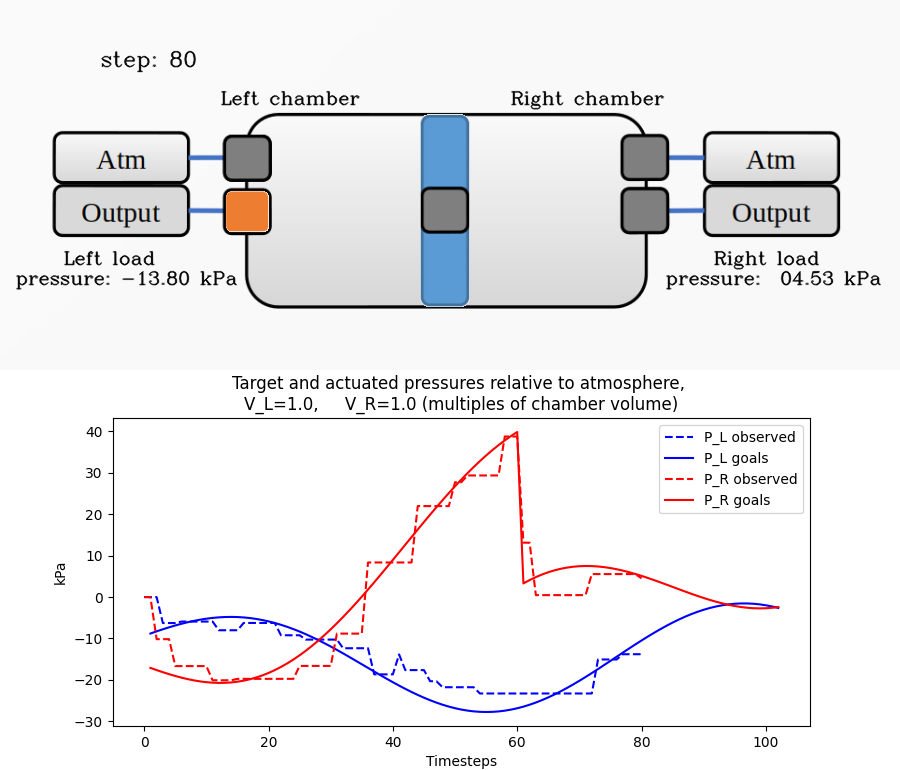 step: 80
Left chamber
Right chamber
Atm
Atm
Output
Output
Left load
pressure: −13.80 kPa
Right load
pressure: 04.53 kPa
Target and actuated pressures relative to atmosphere,
V_L=1.0, V_R=1.0 (multiples of chamber volume)
P_L observed
P_L goals
P_R observed
P_R goals
40
30
20
10
0
−10
−20
−30
kPa
0 20 40 60 80 100
Timesteps